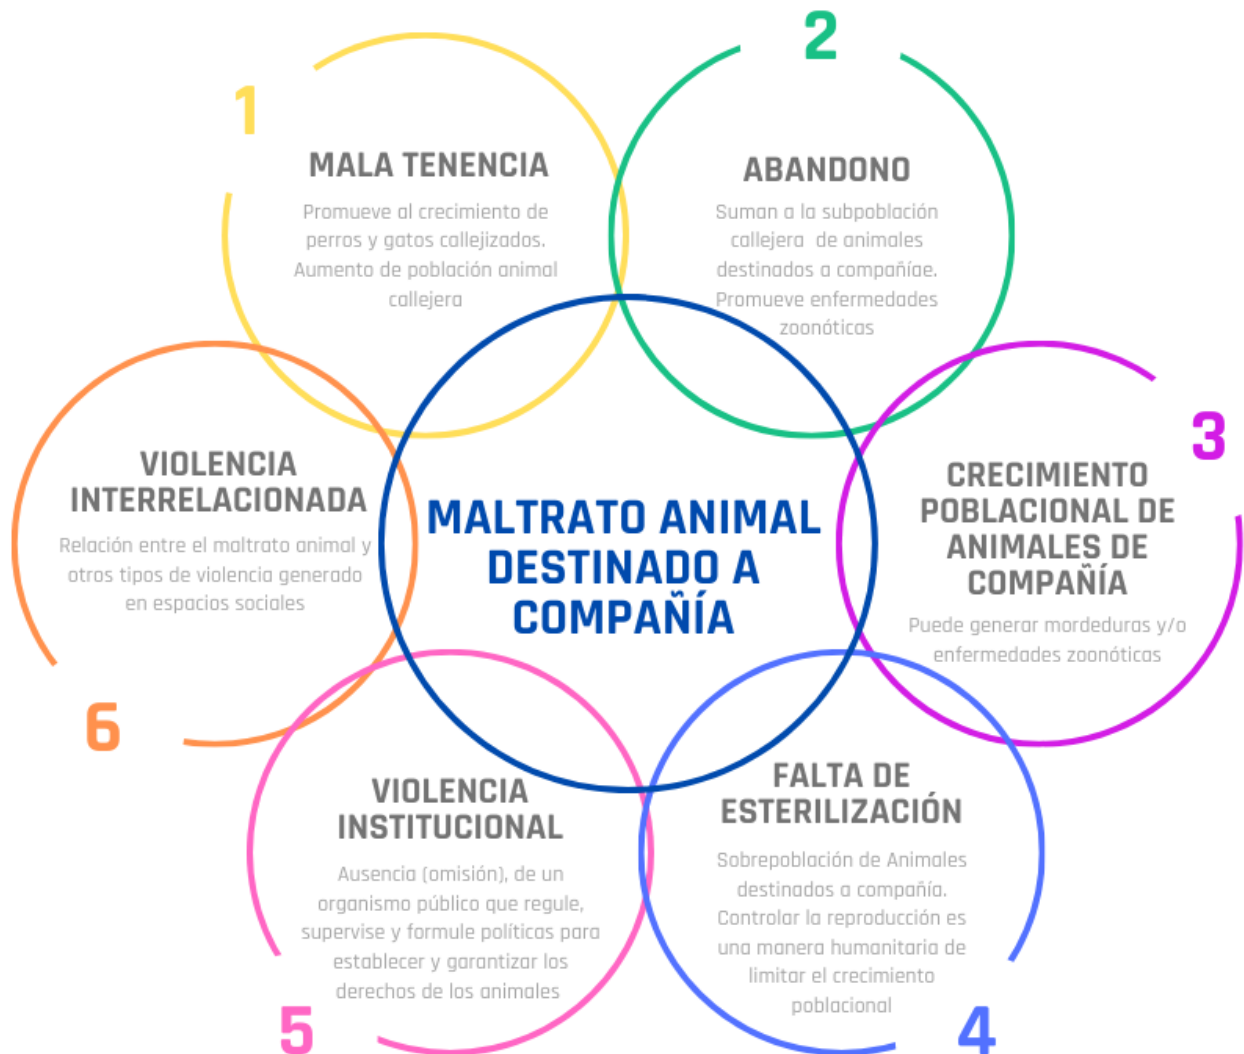 1
MALA TENENCIA
Promueve al crecimiento de
perros y gatos callejizados.
Aumento de población animal
callejera
2
ABANDONO
Suman a la subpoblación
callejera de animales
destinados a compañíae.
Promueve enfermedades
zoonóticas
3
CRECIMIENTO
POBLACIONAL DE
ANIMALES DE
COMPAÑÍA
Puede generar mordeduras y/o
enfermedades zoonóticas
MALTRATO ANIMAL
DESTINADO A
COMPAÑÍA
VIOLENCIA
INTERRELACIONADA
Relación entre el maltrato animal y
otros tipos de violencia generado
en espacios sociales
6
VIOLENCIA
INSTITUCIONAL
Ausencia (omisión), de un
organismo público que regule,
supervise y formule políticas para
establecer y garantizar los
derechos de los animales
5
FALTA DE
ESTERILIZACIÓN
Sobrepoblación de Animales
destinados a compañía.
Controlar la reproducción es
una manera humanitaria de
limitar el crecimiento
poblacional
4